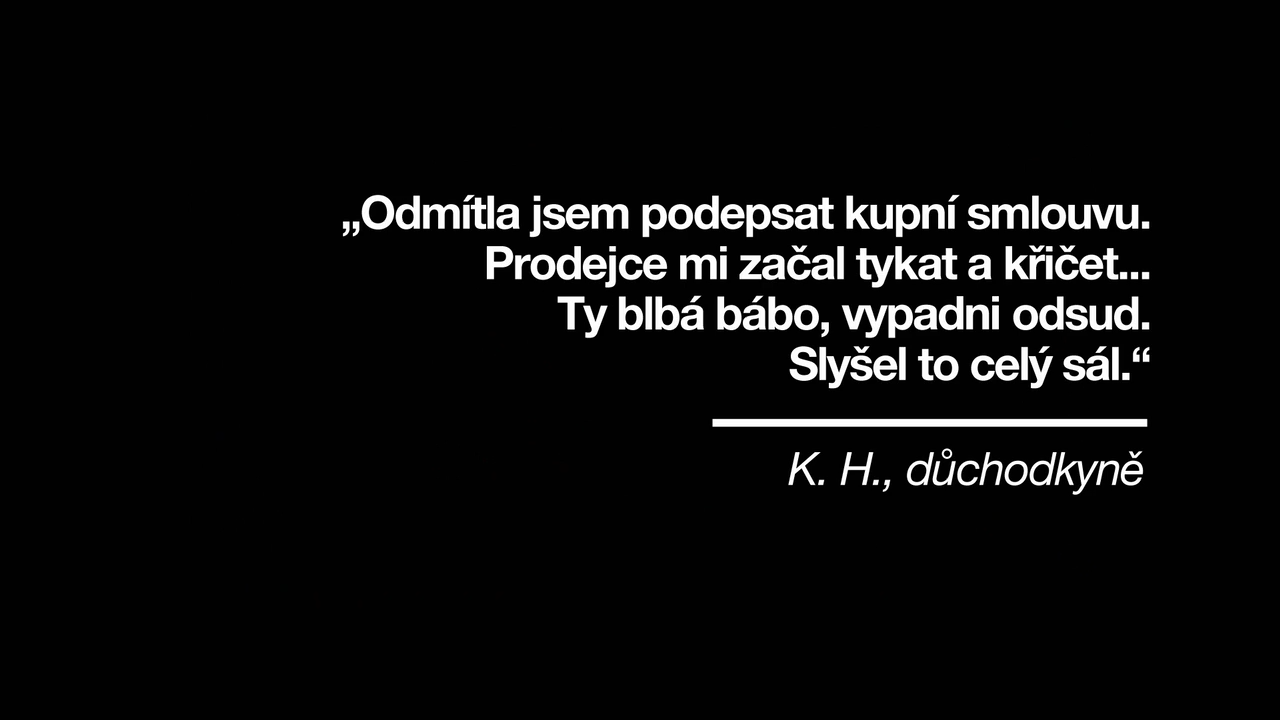 „Odmítla jsem podepsat kupní smlouvu.
Prodejce mi začal tykat a křičet...
Ty blbá bábo, vypadni odsud.
Slyšel to celý sál.“
K. H., důchodkyně